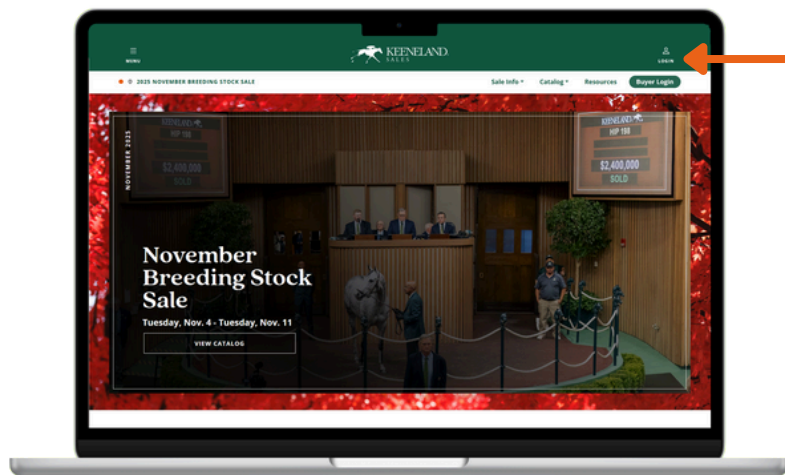 MENU
KEENELAND
SALES
LOGIN
2025 NOVEMBER BREEDING STOCK SALE
Sale Info
Catalog
Resources
Buyer Login
NOVEMBER 2025
KEENELAND
HIP 198
$2,400,000
SOLD
KEENELAND
HIP 198
$2,400,000
SOLD
November
Breeding Stock
Sale
Tuesday, Nov. 4 - Tuesday, Nov. 11
VIEW CATALOG